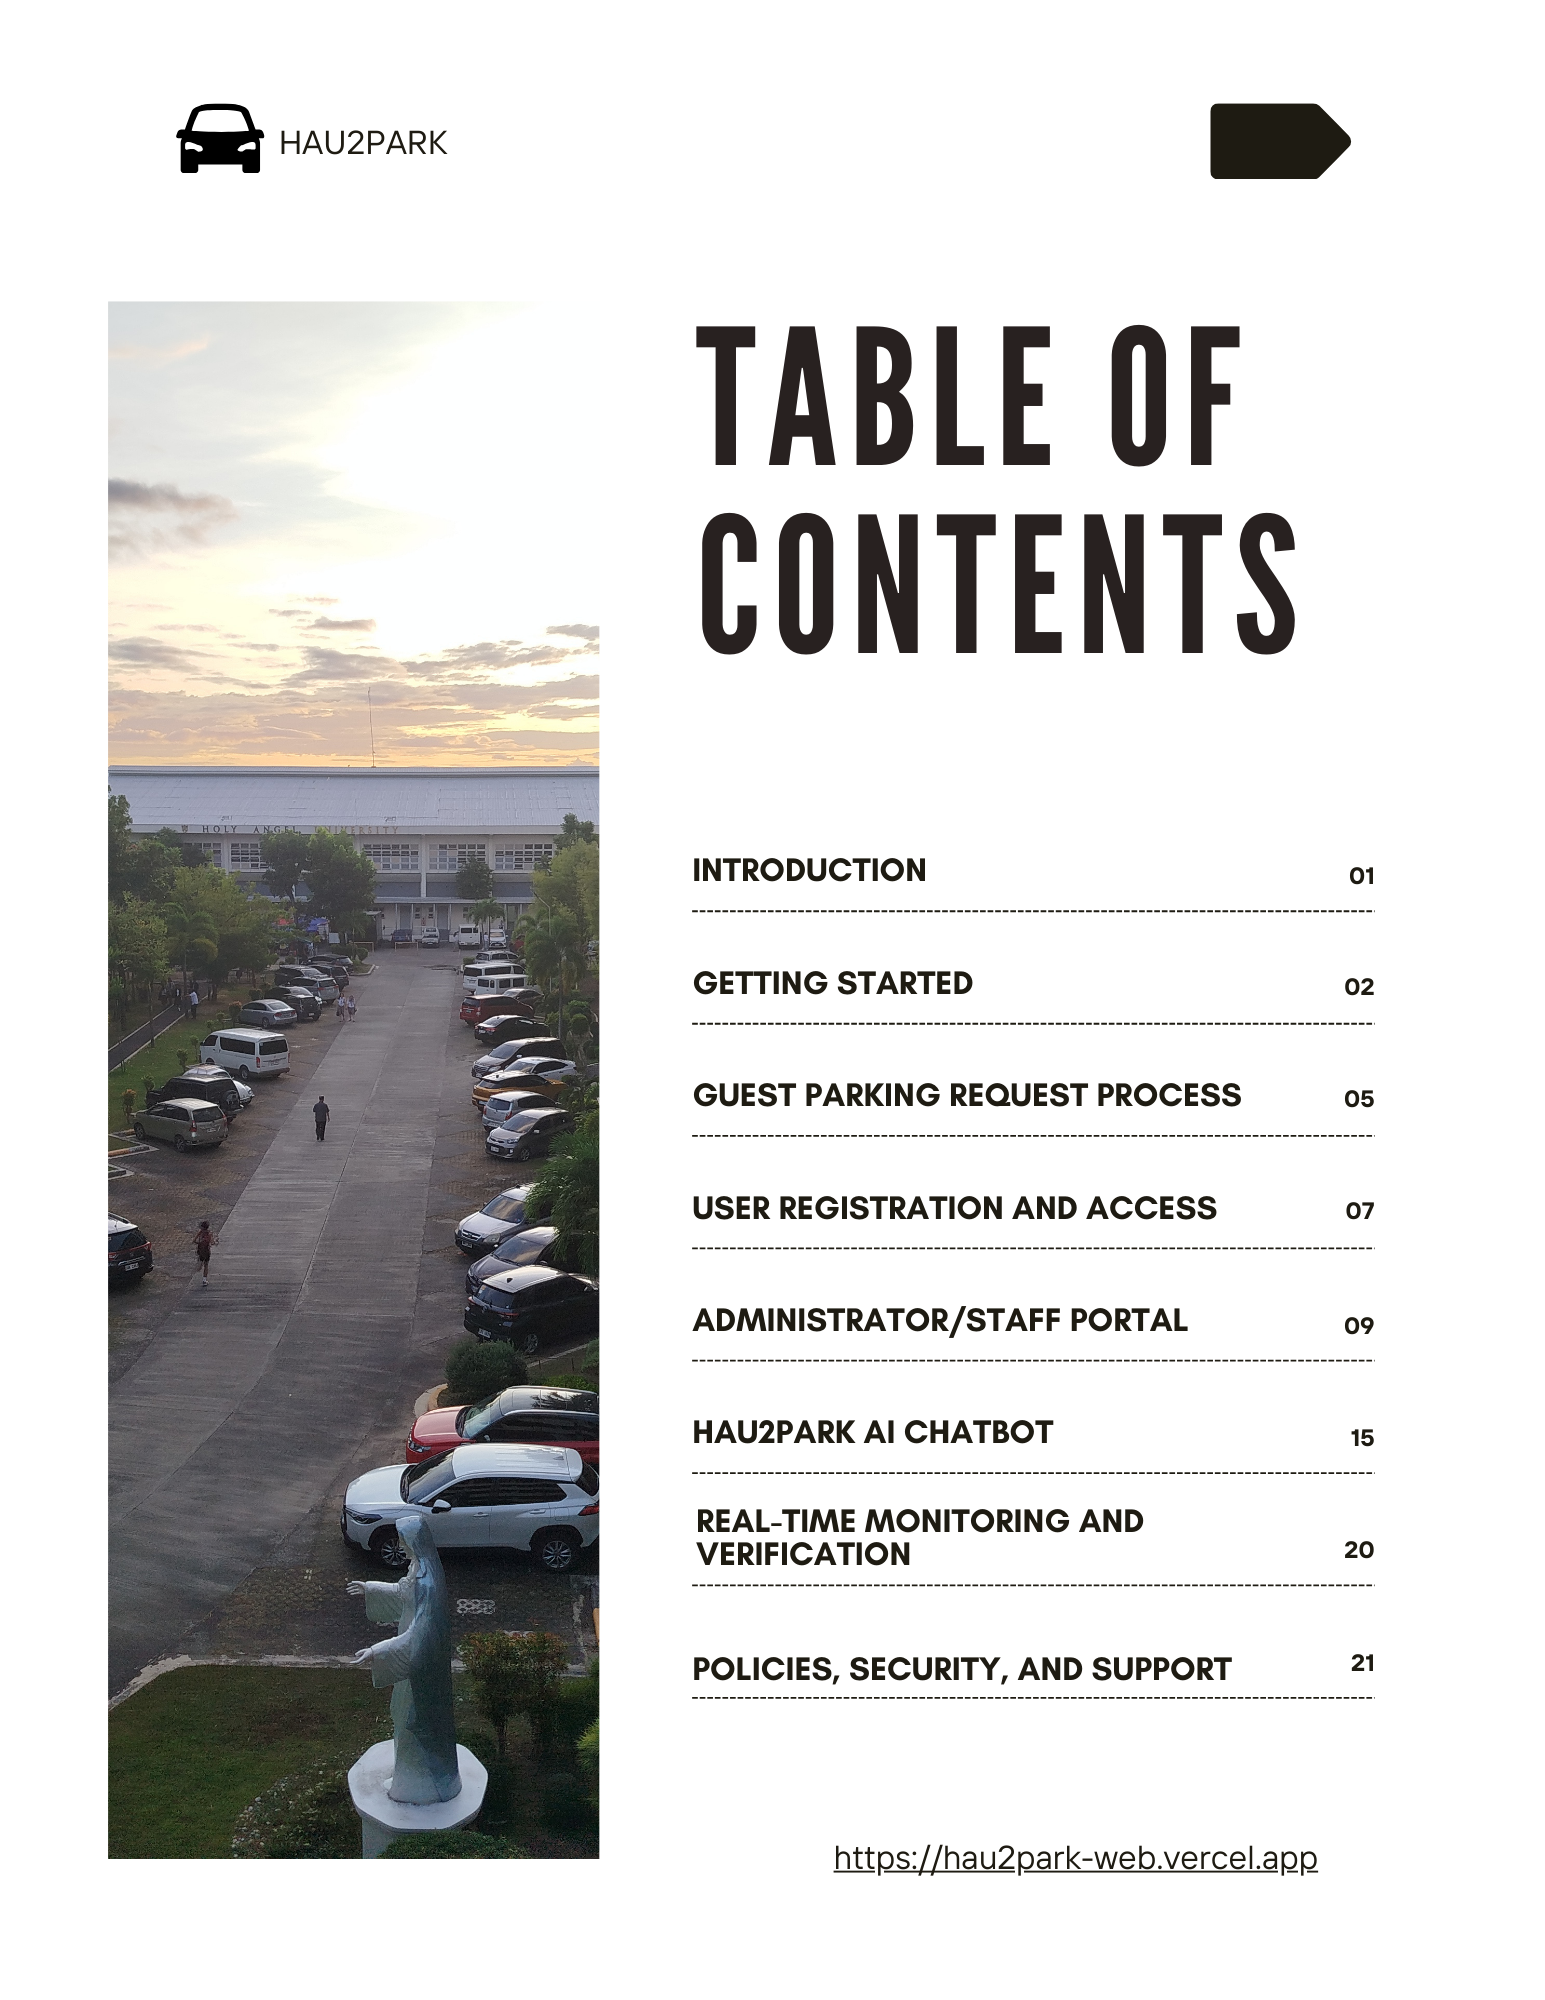 HAU2PARK
TABLE OF
CONTENTS
HOLY ANGEL UNIVERSITY
INTRODUCTION 01
GETTING STARTED 02
GUEST PARKING REQUEST PROCESS 05
USER REGISTRATION AND ACCESS 07
ADMINISTRATOR/STAFF PORTAL 09
HAU2PARK AI CHATBOT 15
REAL-TIME MONITORING AND
VERIFICATION 20
POLICIES, SECURITY, AND SUPPORT 21
https://hau2park-web.vercel.app